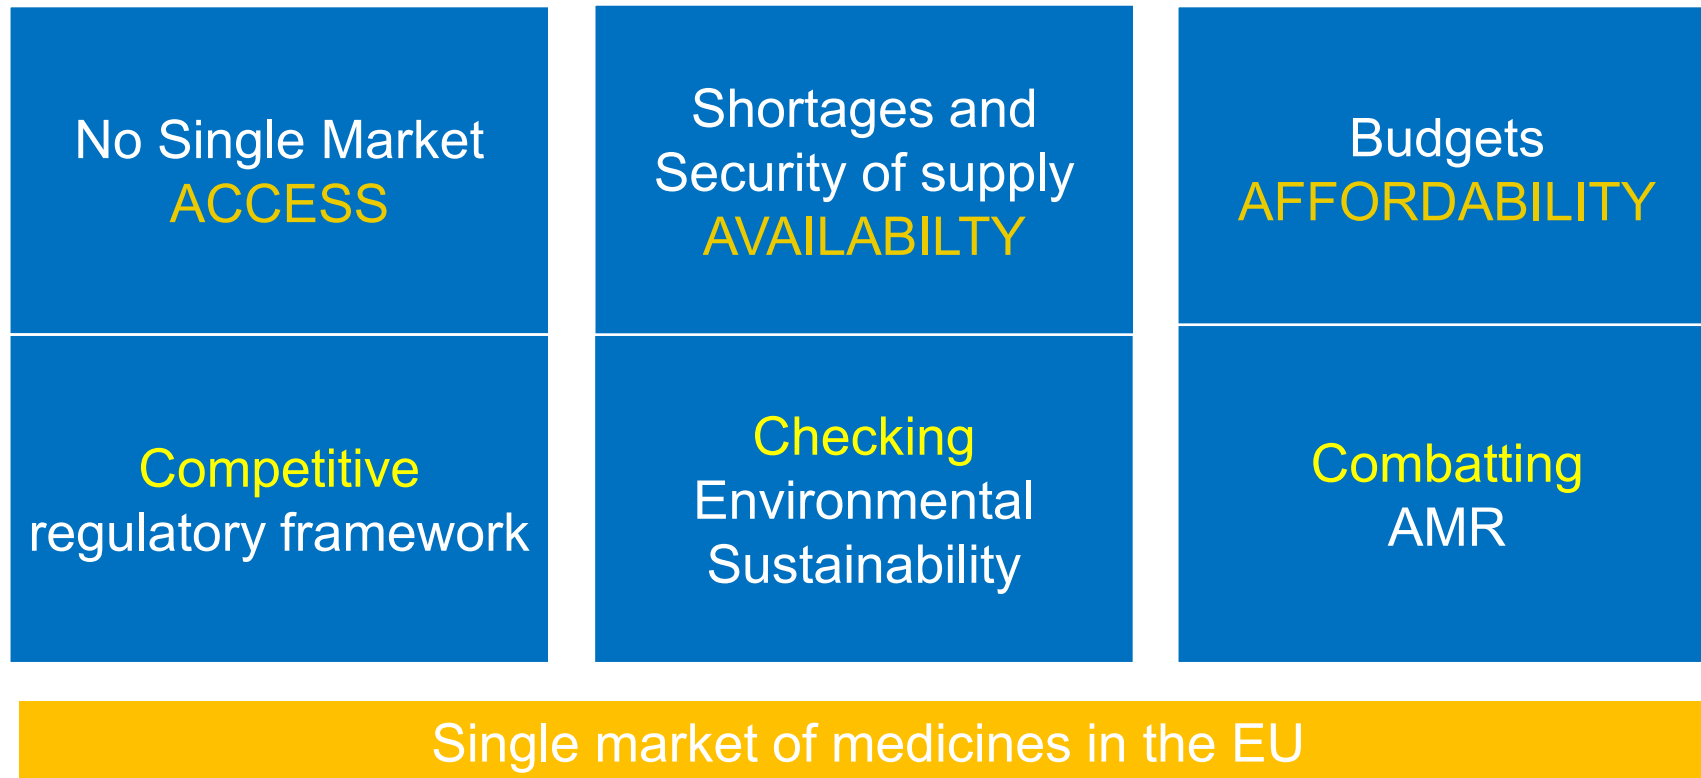 No Single Market
ACCESS
Shortages and
Security of supply
AVAILABILTY
Budgets
AFFORDABILITY
Competitive
regulatory framework
Checking
Environmental
Sustainability
Combatting
AMR
Single market of medicines in the EU